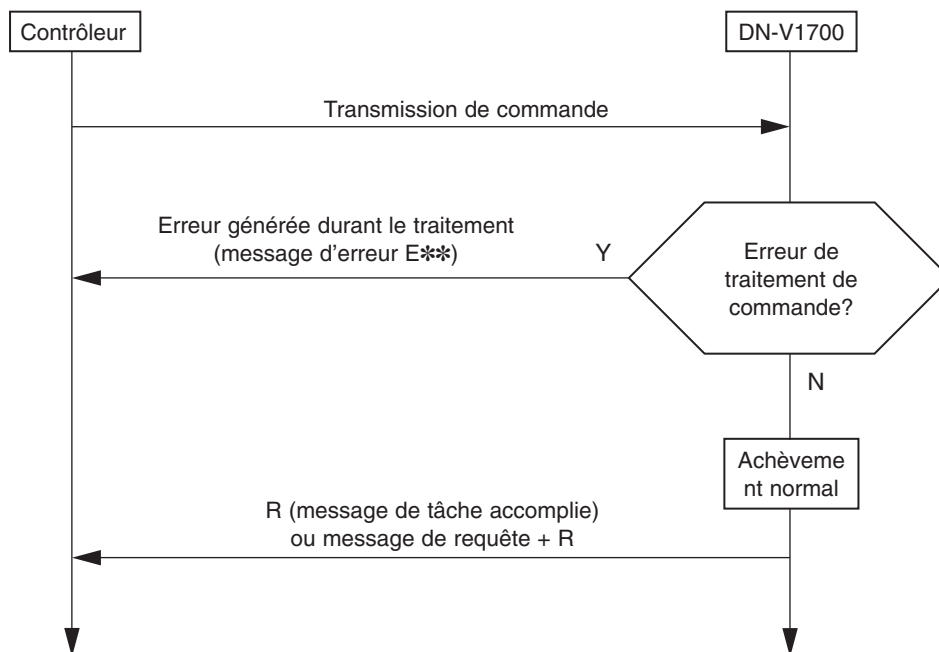 Contrôleur
DN-V1700
Transmission de commande
Erreur générée durant le traitement
(message d'erreur E✻✻)
Y
Erreur de
traitement de
commande?
N
Achèveme
nt normal
R (message de tâche accomplie)
ou message de requête + R